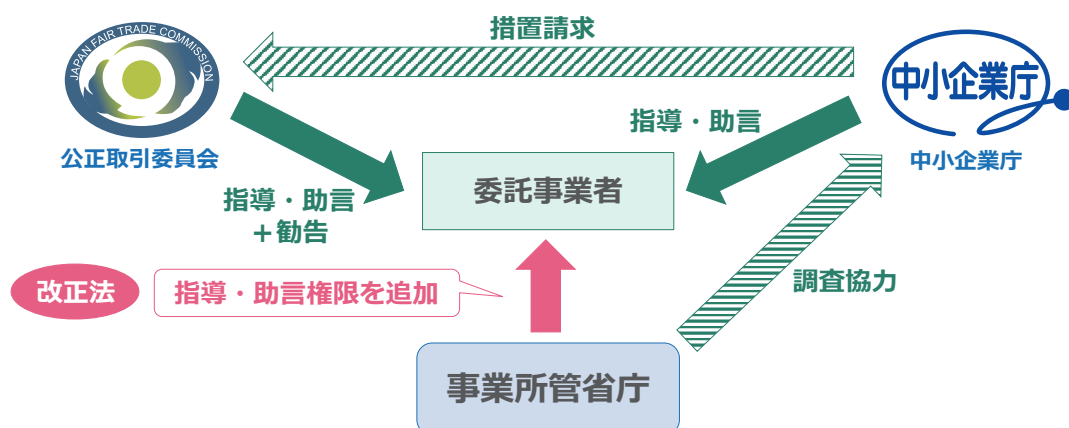 措置請求
JAPAN FAIR TRADE COMMISSION
中小企業庁
公正取引委員会
中小企業庁
指導・助言
委託事業者
指導・助言
＋勧告
改正法
指導・助言権限を追加
調査協力
事業所管省庁